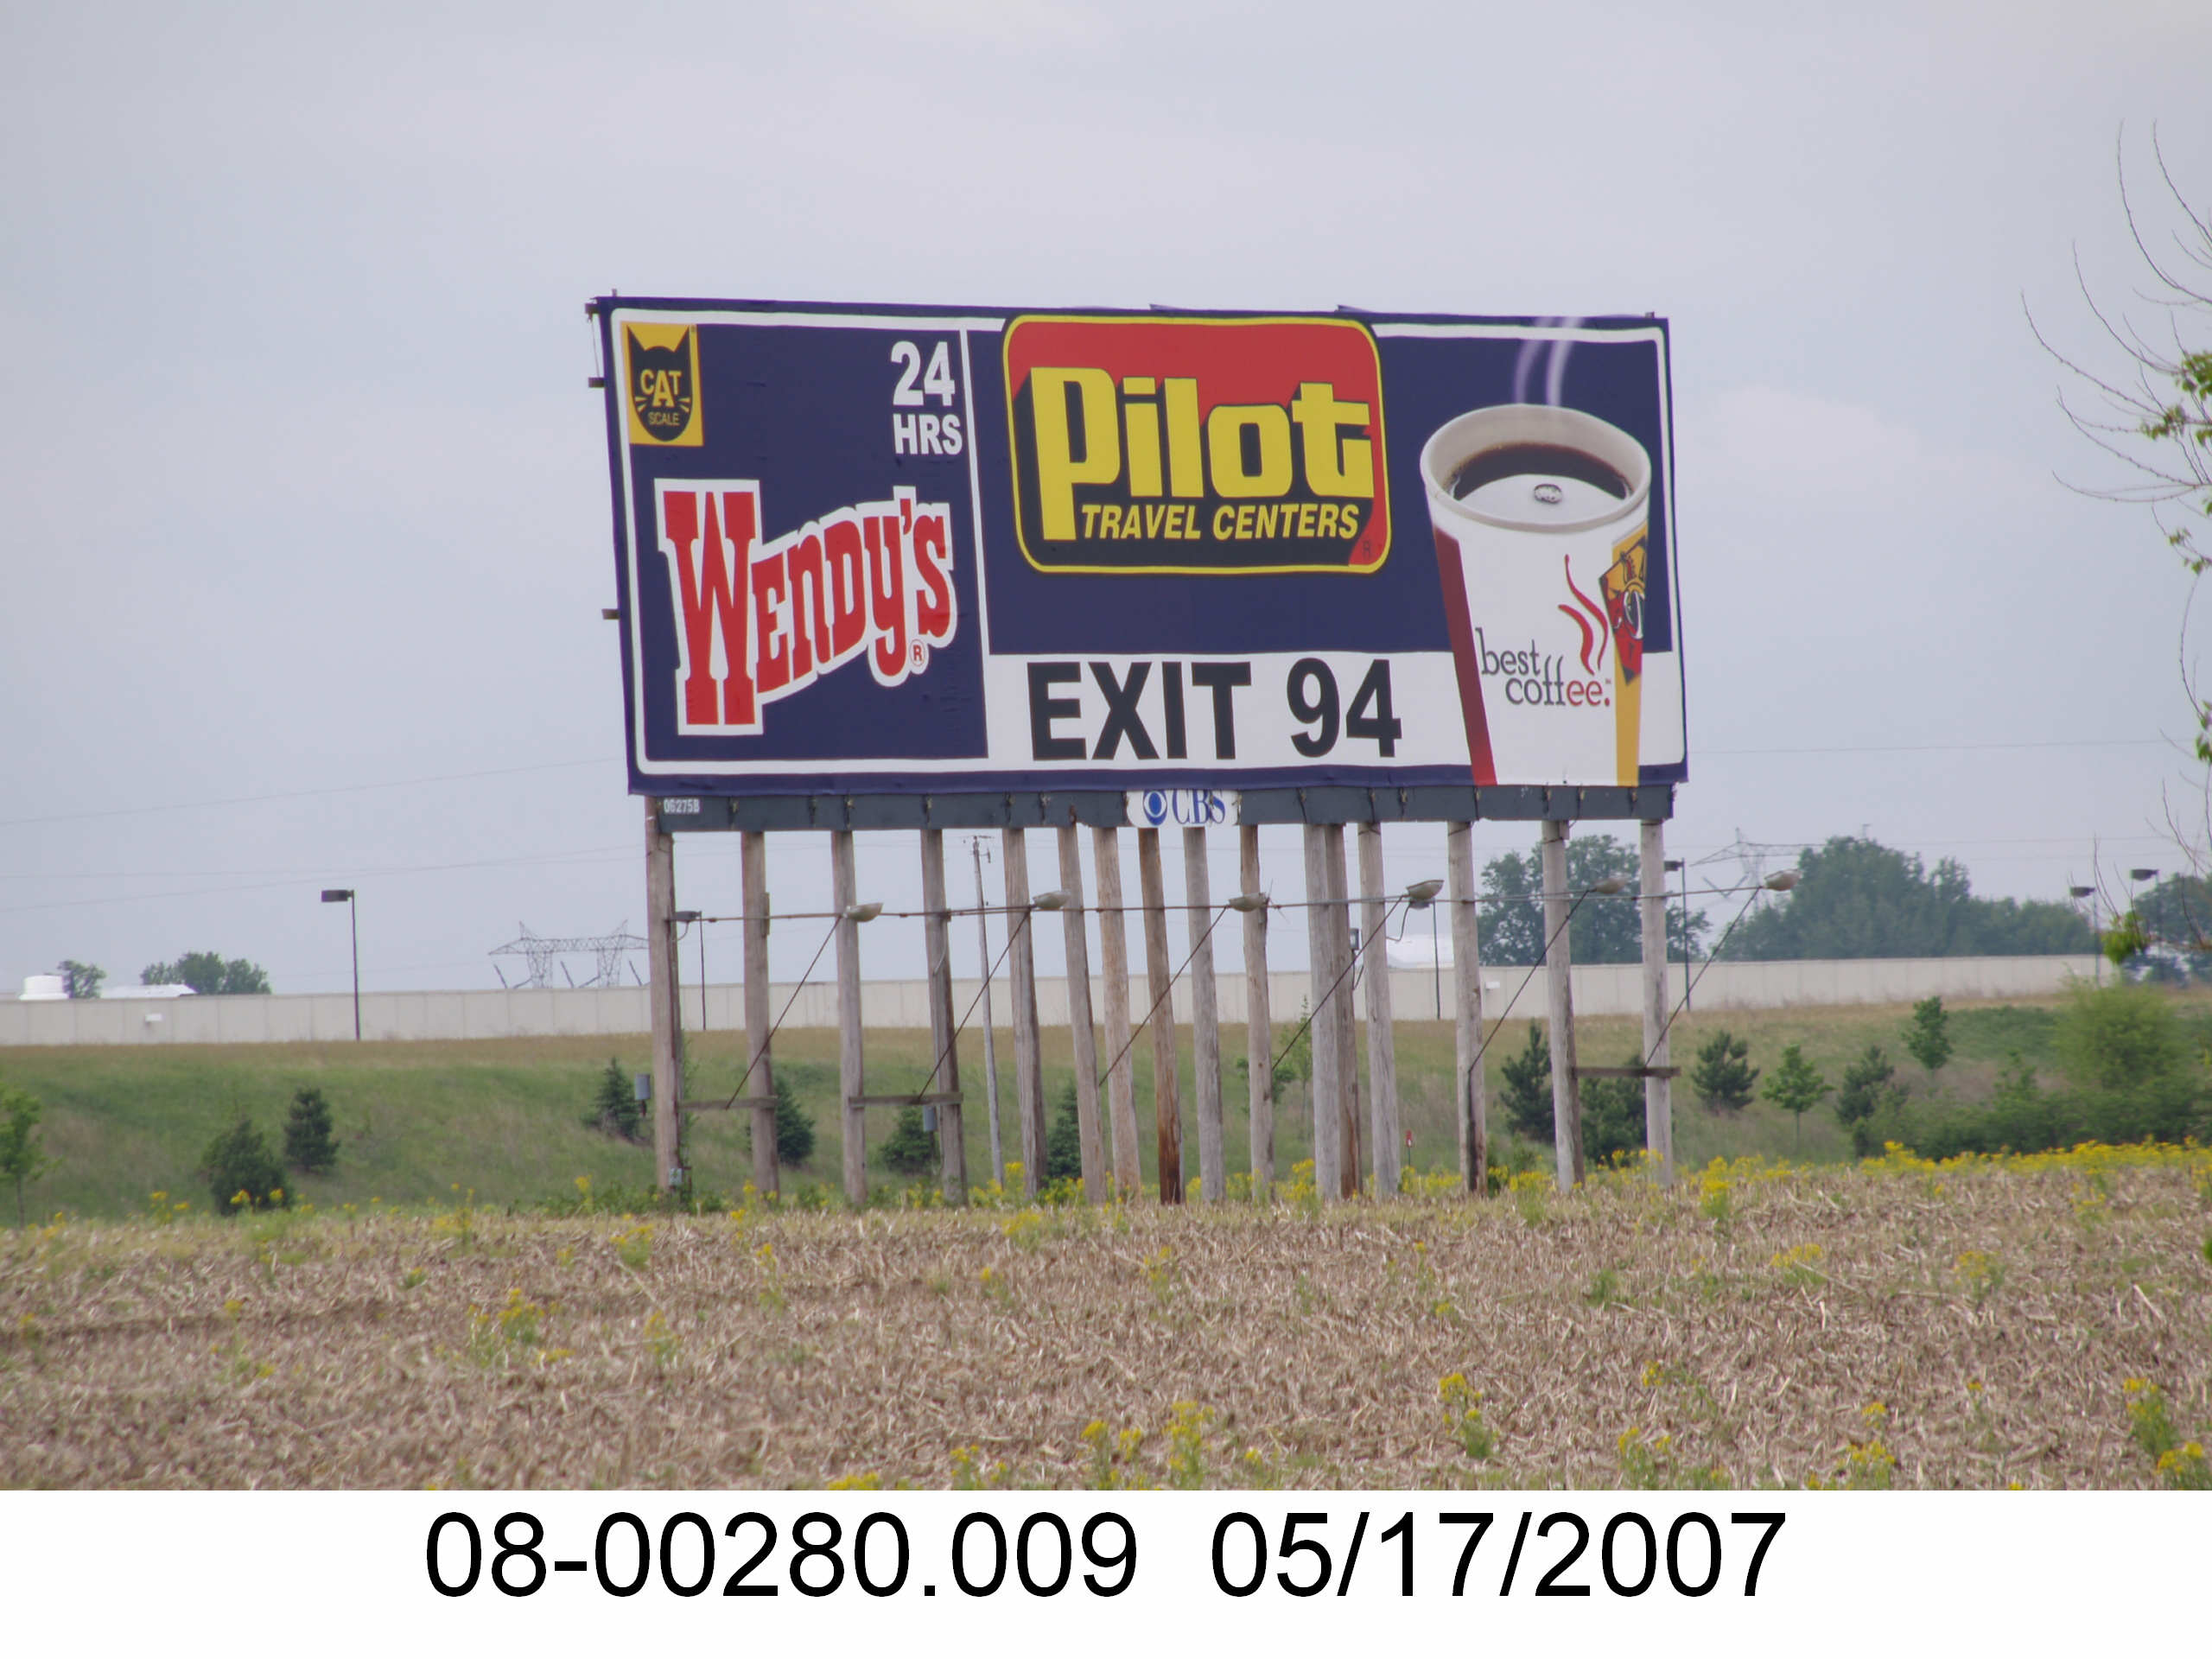 CAT
SCALE
24
HRS
WENDY'S
®
Pilot
TRAVEL CENTERS
®
EXIT 94
best
coffee.
06275B
CBS
08-00280.009 05/17/2007